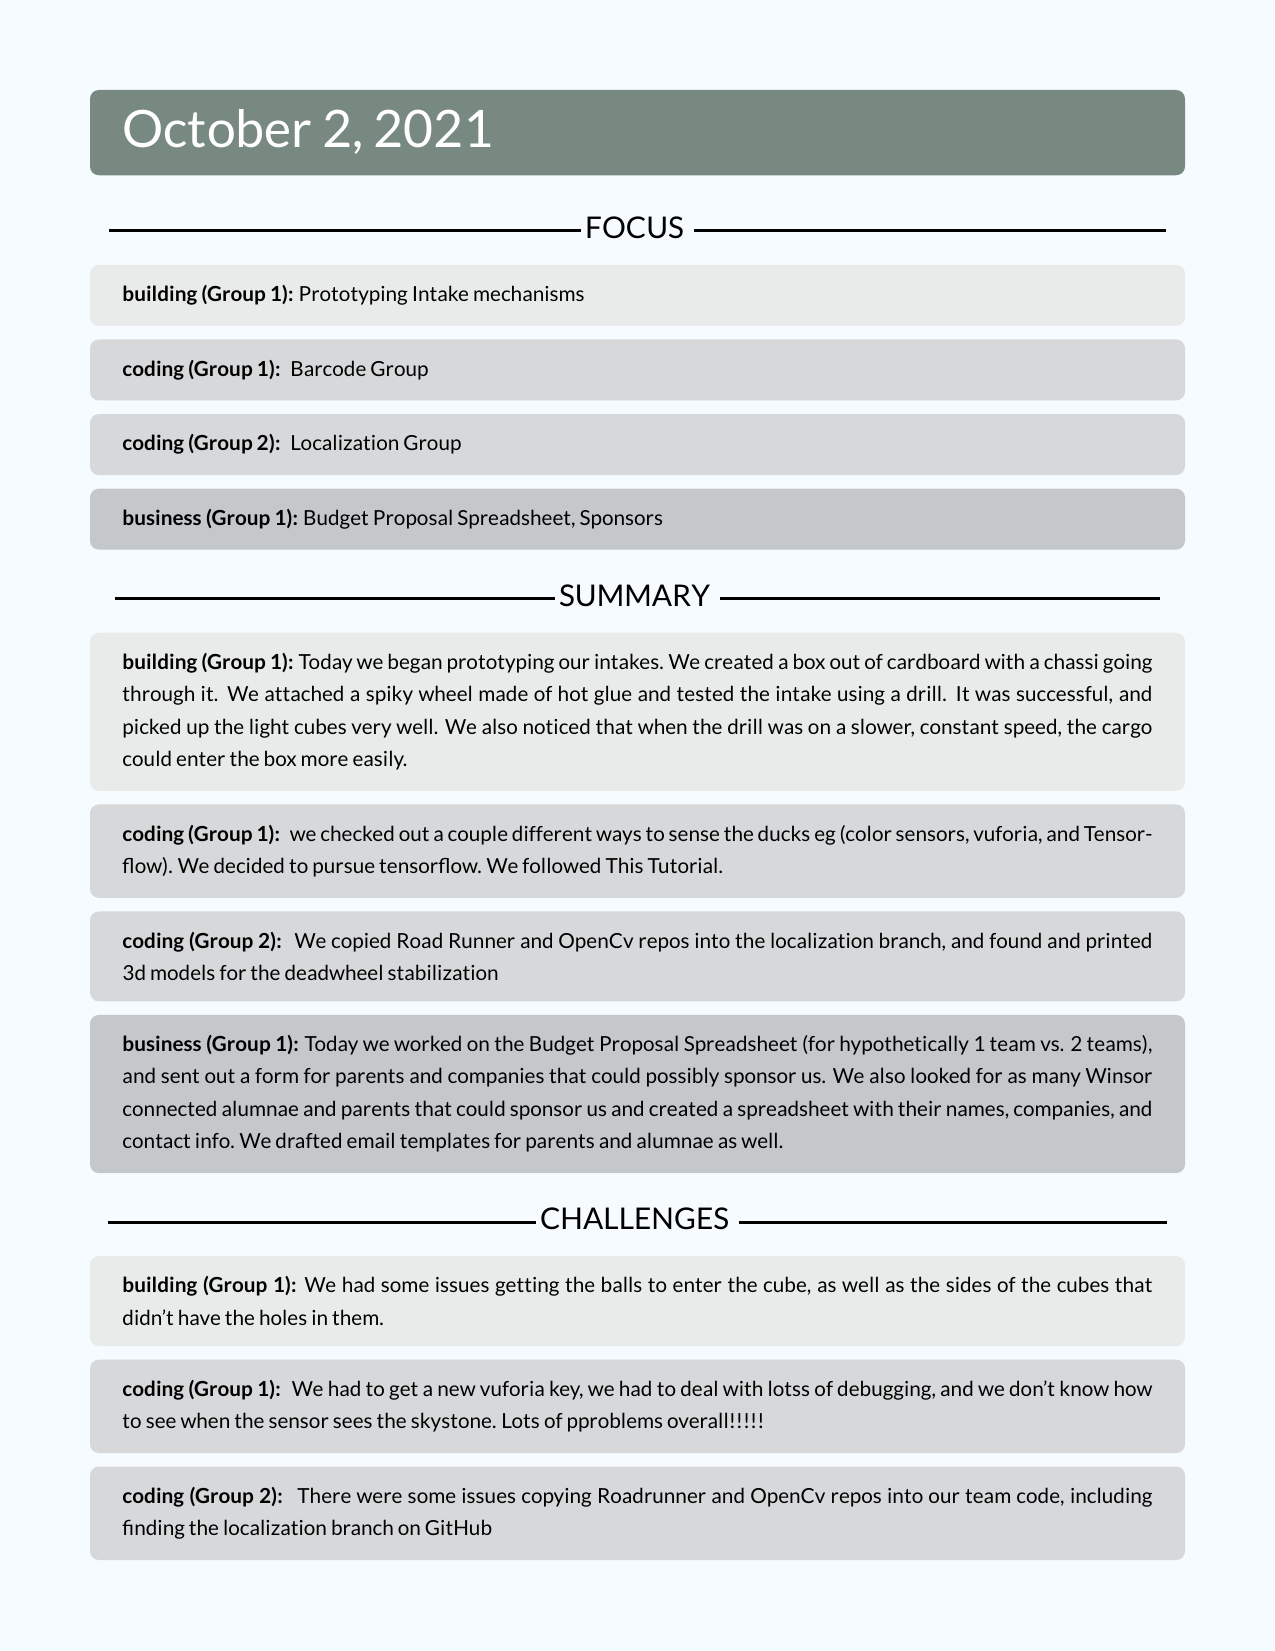 October 2, 2021
FOCUS
building (Group 1): Prototyping Intake mechanisms
coding (Group 1): Barcode Group
coding (Group 2): Localization Group
business (Group 1): Budget Proposal Spreadsheet, Sponsors
SUMMARY
building (Group 1): Today we began prototyping our intakes. We created a box out of cardboard with a chassi going
through it. We attached a spiky wheel made of hot glue and tested the intake using a drill. It was successful, and
picked up the light cubes very well. We also noticed that when the drill was on a slower, constant speed, the cargo
could enter the box more easily.
coding (Group 1): we checked out a couple different ways to sense the ducks eg (color sensors, vuforia, and Tensor-
flow). We decided to pursue tensorflow. We followed This Tutorial.
coding (Group 2): We copied Road Runner and OpenCv repos into the localization branch, and found and printed
3d models for the deadwheel stabilization
business (Group 1): Today we worked on the Budget Proposal Spreadsheet (for hypothetically 1 team vs. 2 teams),
and sent out a form for parents and companies that could possibly sponsor us. We also looked for as many Winsor
connected alumnae and parents that could sponsor us and created a spreadsheet with their names, companies, and
contact info. We drafted email templates for parents and alumnae as well.
CHALLENGES
building (Group 1): We had some issues getting the balls to enter the cube, as well as the sides of the cubes that
didn't have the holes in them.
coding (Group 1): We had to get a new vuforia key, we had to deal with lotss of debugging, and we don't know how
to see when the sensor sees the skystone. Lots of pproblems overall!!!!!
coding (Group 2): There were some issues copying Roadrunner and OpenCv repos into our team code, including
finding the localization branch on GitHub